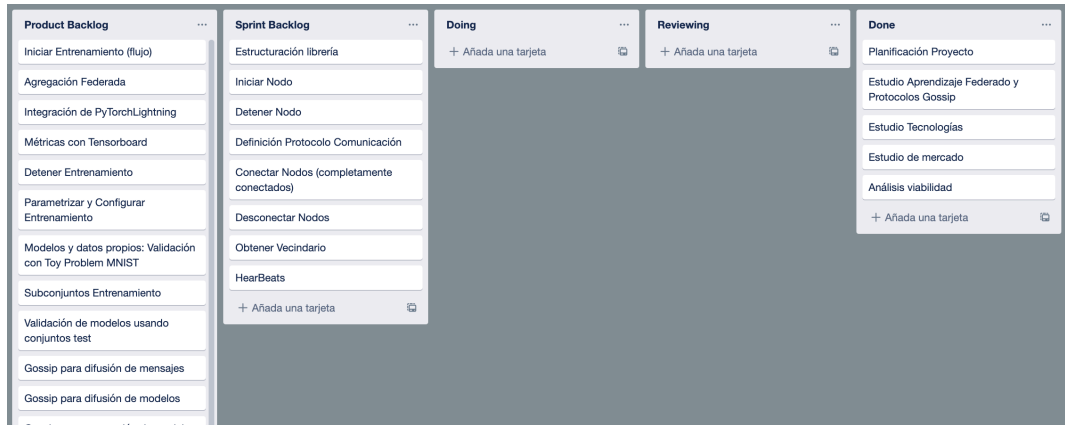 Product Backlog
Iniciar Entrenamiento (flujo)
Agregación Federada
Integración de PyTorchLightning
Métricas con Tensorboard
Detener Entrenamiento
Parametrizar y Configurar
Entrenamiento
Modelos y datos propios: Validación
con Toy Problem MNIST
Subconjuntos Entrenamiento
Validación de modelos usando
conjuntos test
Gossip para difusión de mensajes
Gossip para difusión de modelos
Sprint Backlog
Estructuración librería
Iniciar Nodo
Detener Nodo
Definición Protocolo Comunicación
Conectar Nodos (completamente
conectados)
Desconectar Nodos
Obtener Vecindario
HearBeats
+ Añada una tarjeta
Doing
+ Añada una tarjeta
Reviewing
+ Añada una tarjeta
Done
Planificación Proyecto
Estudio Aprendizaje Federado y
Protocolos Gossip
Estudio Tecnologías
Estudio de mercado
Análisis viabilidad
+ Añada una tarjeta